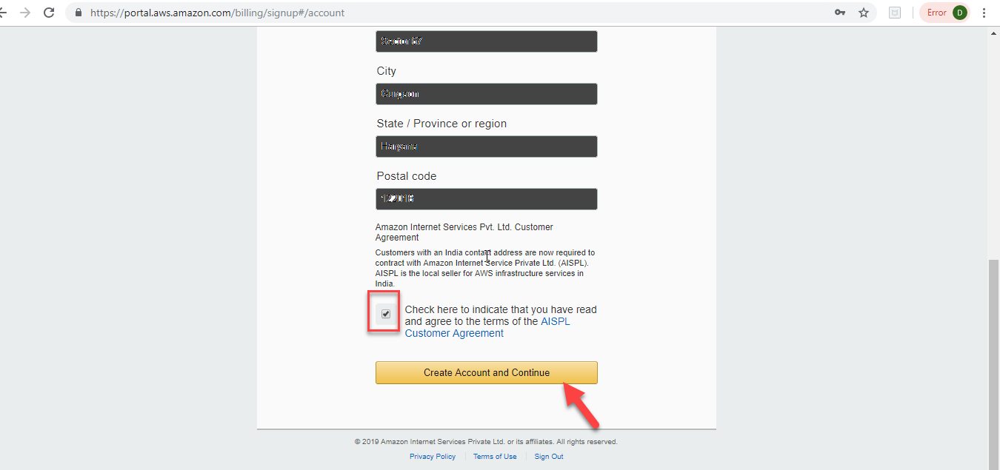 https://portal.aws.amazon.com/billing/signup#/account
Error D
Sector 67
City
Gurgaon
State / Province or region
Haryana
Postal code
Amazon Internet Services Pvt. Ltd. Customer
Agreement
Customers with an India contact address are now required to
contract with Amazon Internet Service Private Ltd. (AISPL).
AISPL is the local seller for AWS infrastructure services in
India.
Check here to indicate that you have read
and agree to the terms of the AISPL
Customer Agreement
Create Account and Continue
© 2019 Amazon Internet Services Private Ltd. or its affiliates. All rights reserved.
Privacy Policy Terms of Use Sign Out